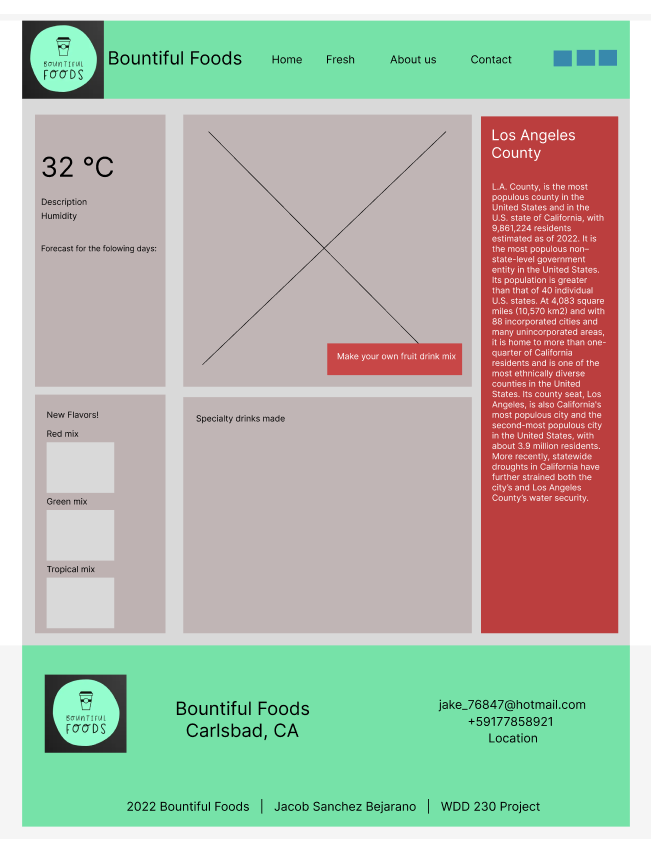 BOUNTIFUL
FOODS
Bountiful Foods
Home
Fresh
About us
Contact
32 °C
Description
Humidity
Forecast for the folowing days:
Make your own fruit drink mix
Los Angeles
County
L.A. County, is the most
populous county in the
United States and in the
U.S. state of California, with
9,861,224 residents
estimated as of 2022. It is
the most populous non-
state-level government
entity in the United States.
Its population is greater
than that of 40 individual
U.S. states. At 4,083 square
miles (10,570 km2) and with
88 incorporated cities and
many unincorporated areas,
it is home to more than one-
quarter of California
residents and is one of the
most ethnically diverse
counties in the United
States. Its county seat, Los
Angeles, is also California's
most populous city and the
second-most populous city
in the United States, with
about 3.9 million residents.
More recently, statewide
droughts in California have
further strained both the
city's and Los Angeles
County's water security.
New Flavors!
Red mix
Green mix
Tropical mix
Specialty drinks made
BOUNTIFUL
FOODS
Bountiful Foods
Carlsbad, CA
jake_76847@hotmail.com
+59177858921
Location
2022 Bountiful Foods | Jacob Sanchez Bejarano | WDD 230 Project